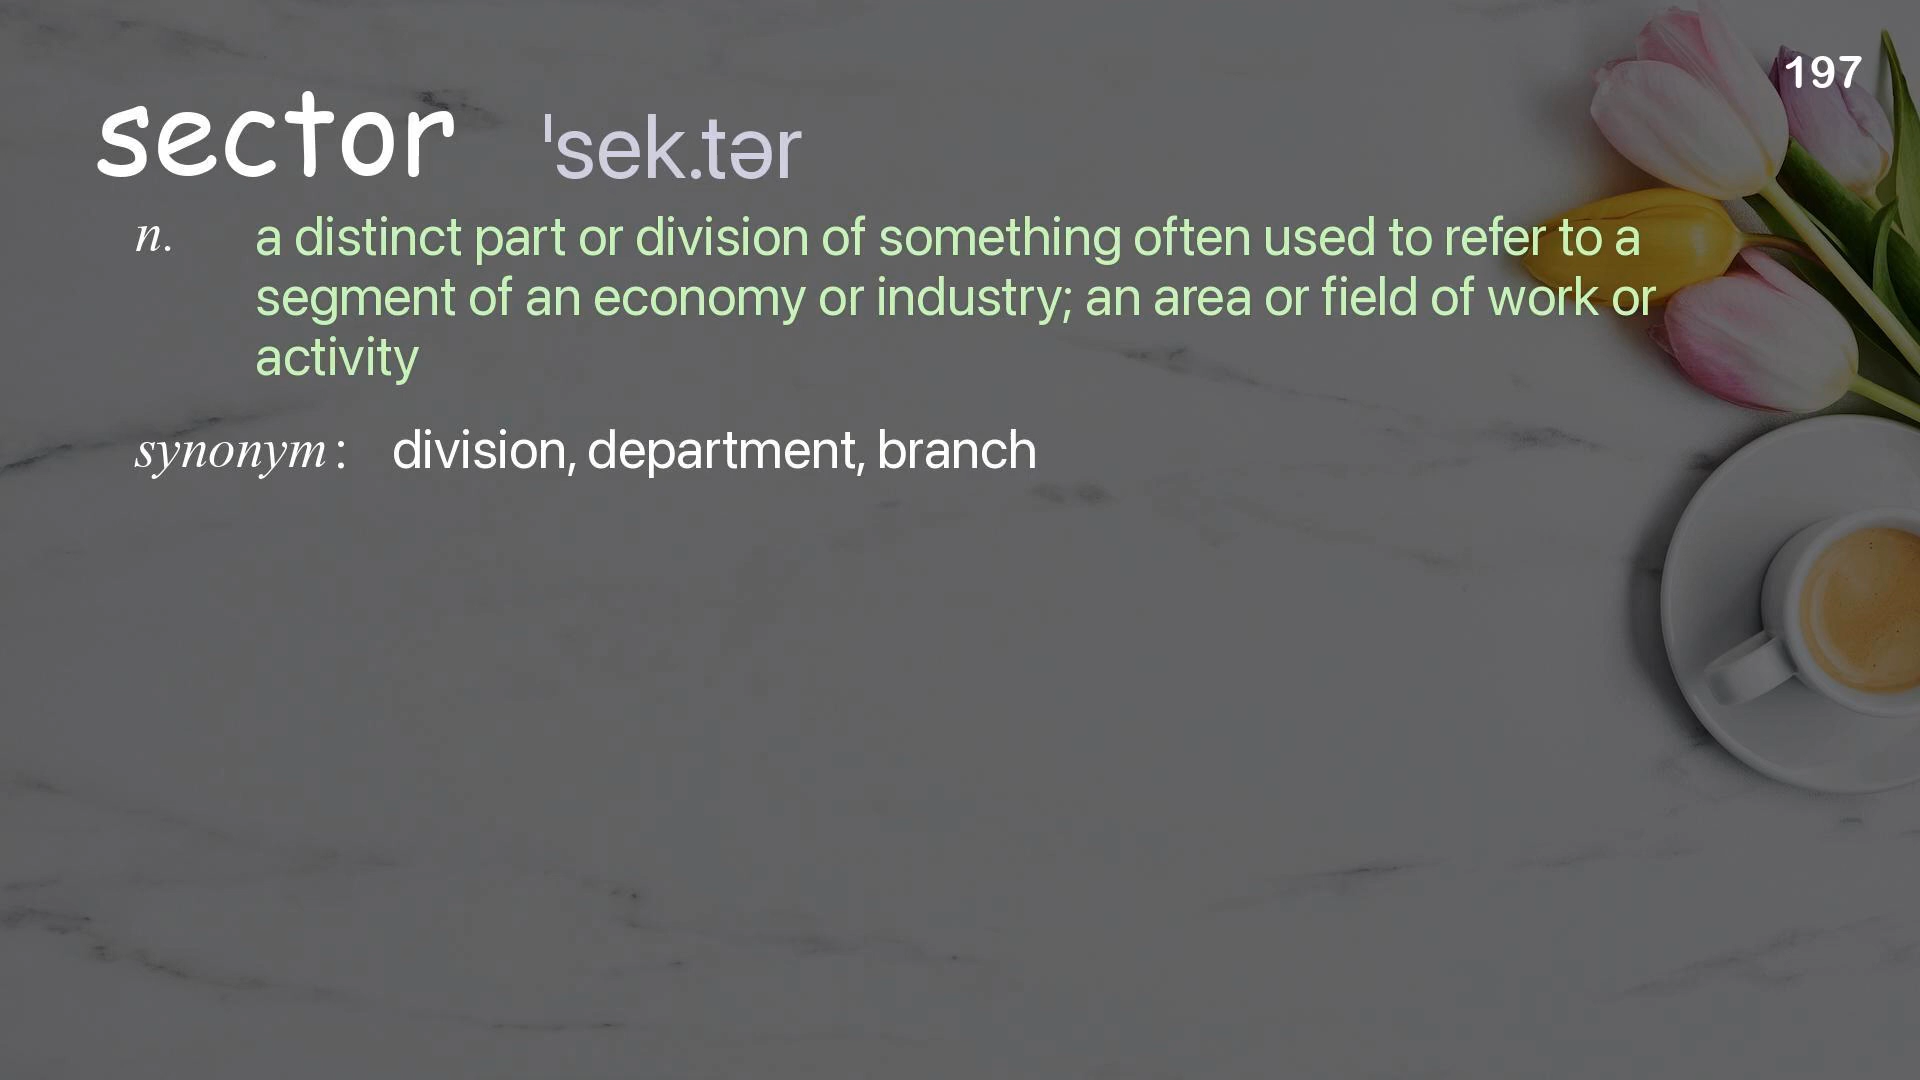 197
sector ˈsek.tər
n. a distinct part or division of something often used to refer to a
segment of an economy or industry; an area or field of work or
activity
synonym : division, department, branch